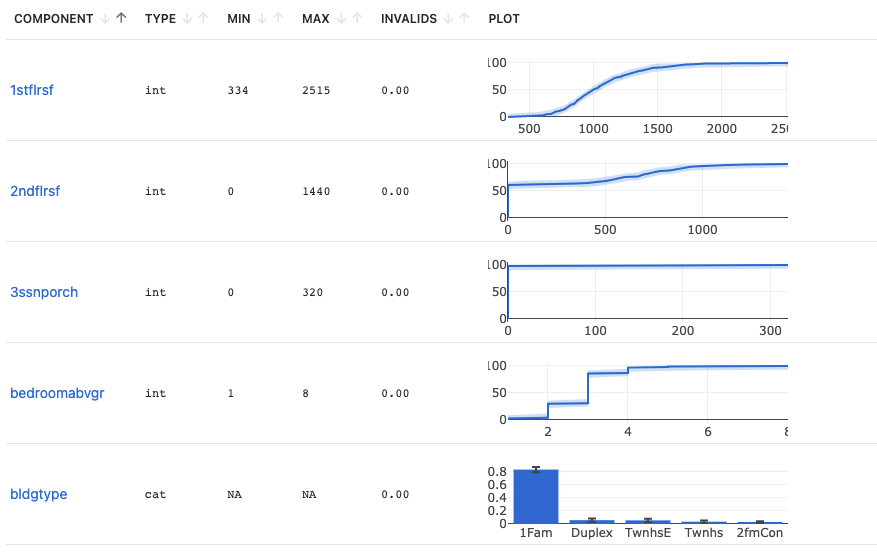 COMPONENT TYPE MIN MAX INVALIDS PLOT
1stflrsf int 334 2515 0.00
100
50
0
500 1000 1500 2000 250
2ndflrsf int 0 1440 0.00
100
50
0
0 500 1000
3ssnporch int 0 320 0.00
100
50
0
0 100 200 300
bedroomabvgr int 1 8 0.00
100
50
0
2 4 6 8
bldgtype cat NA NA 0.00
0.8
0.6
0.4
0.2
0
1Fam Duplex TwnhsE Twnhs 2fmCon